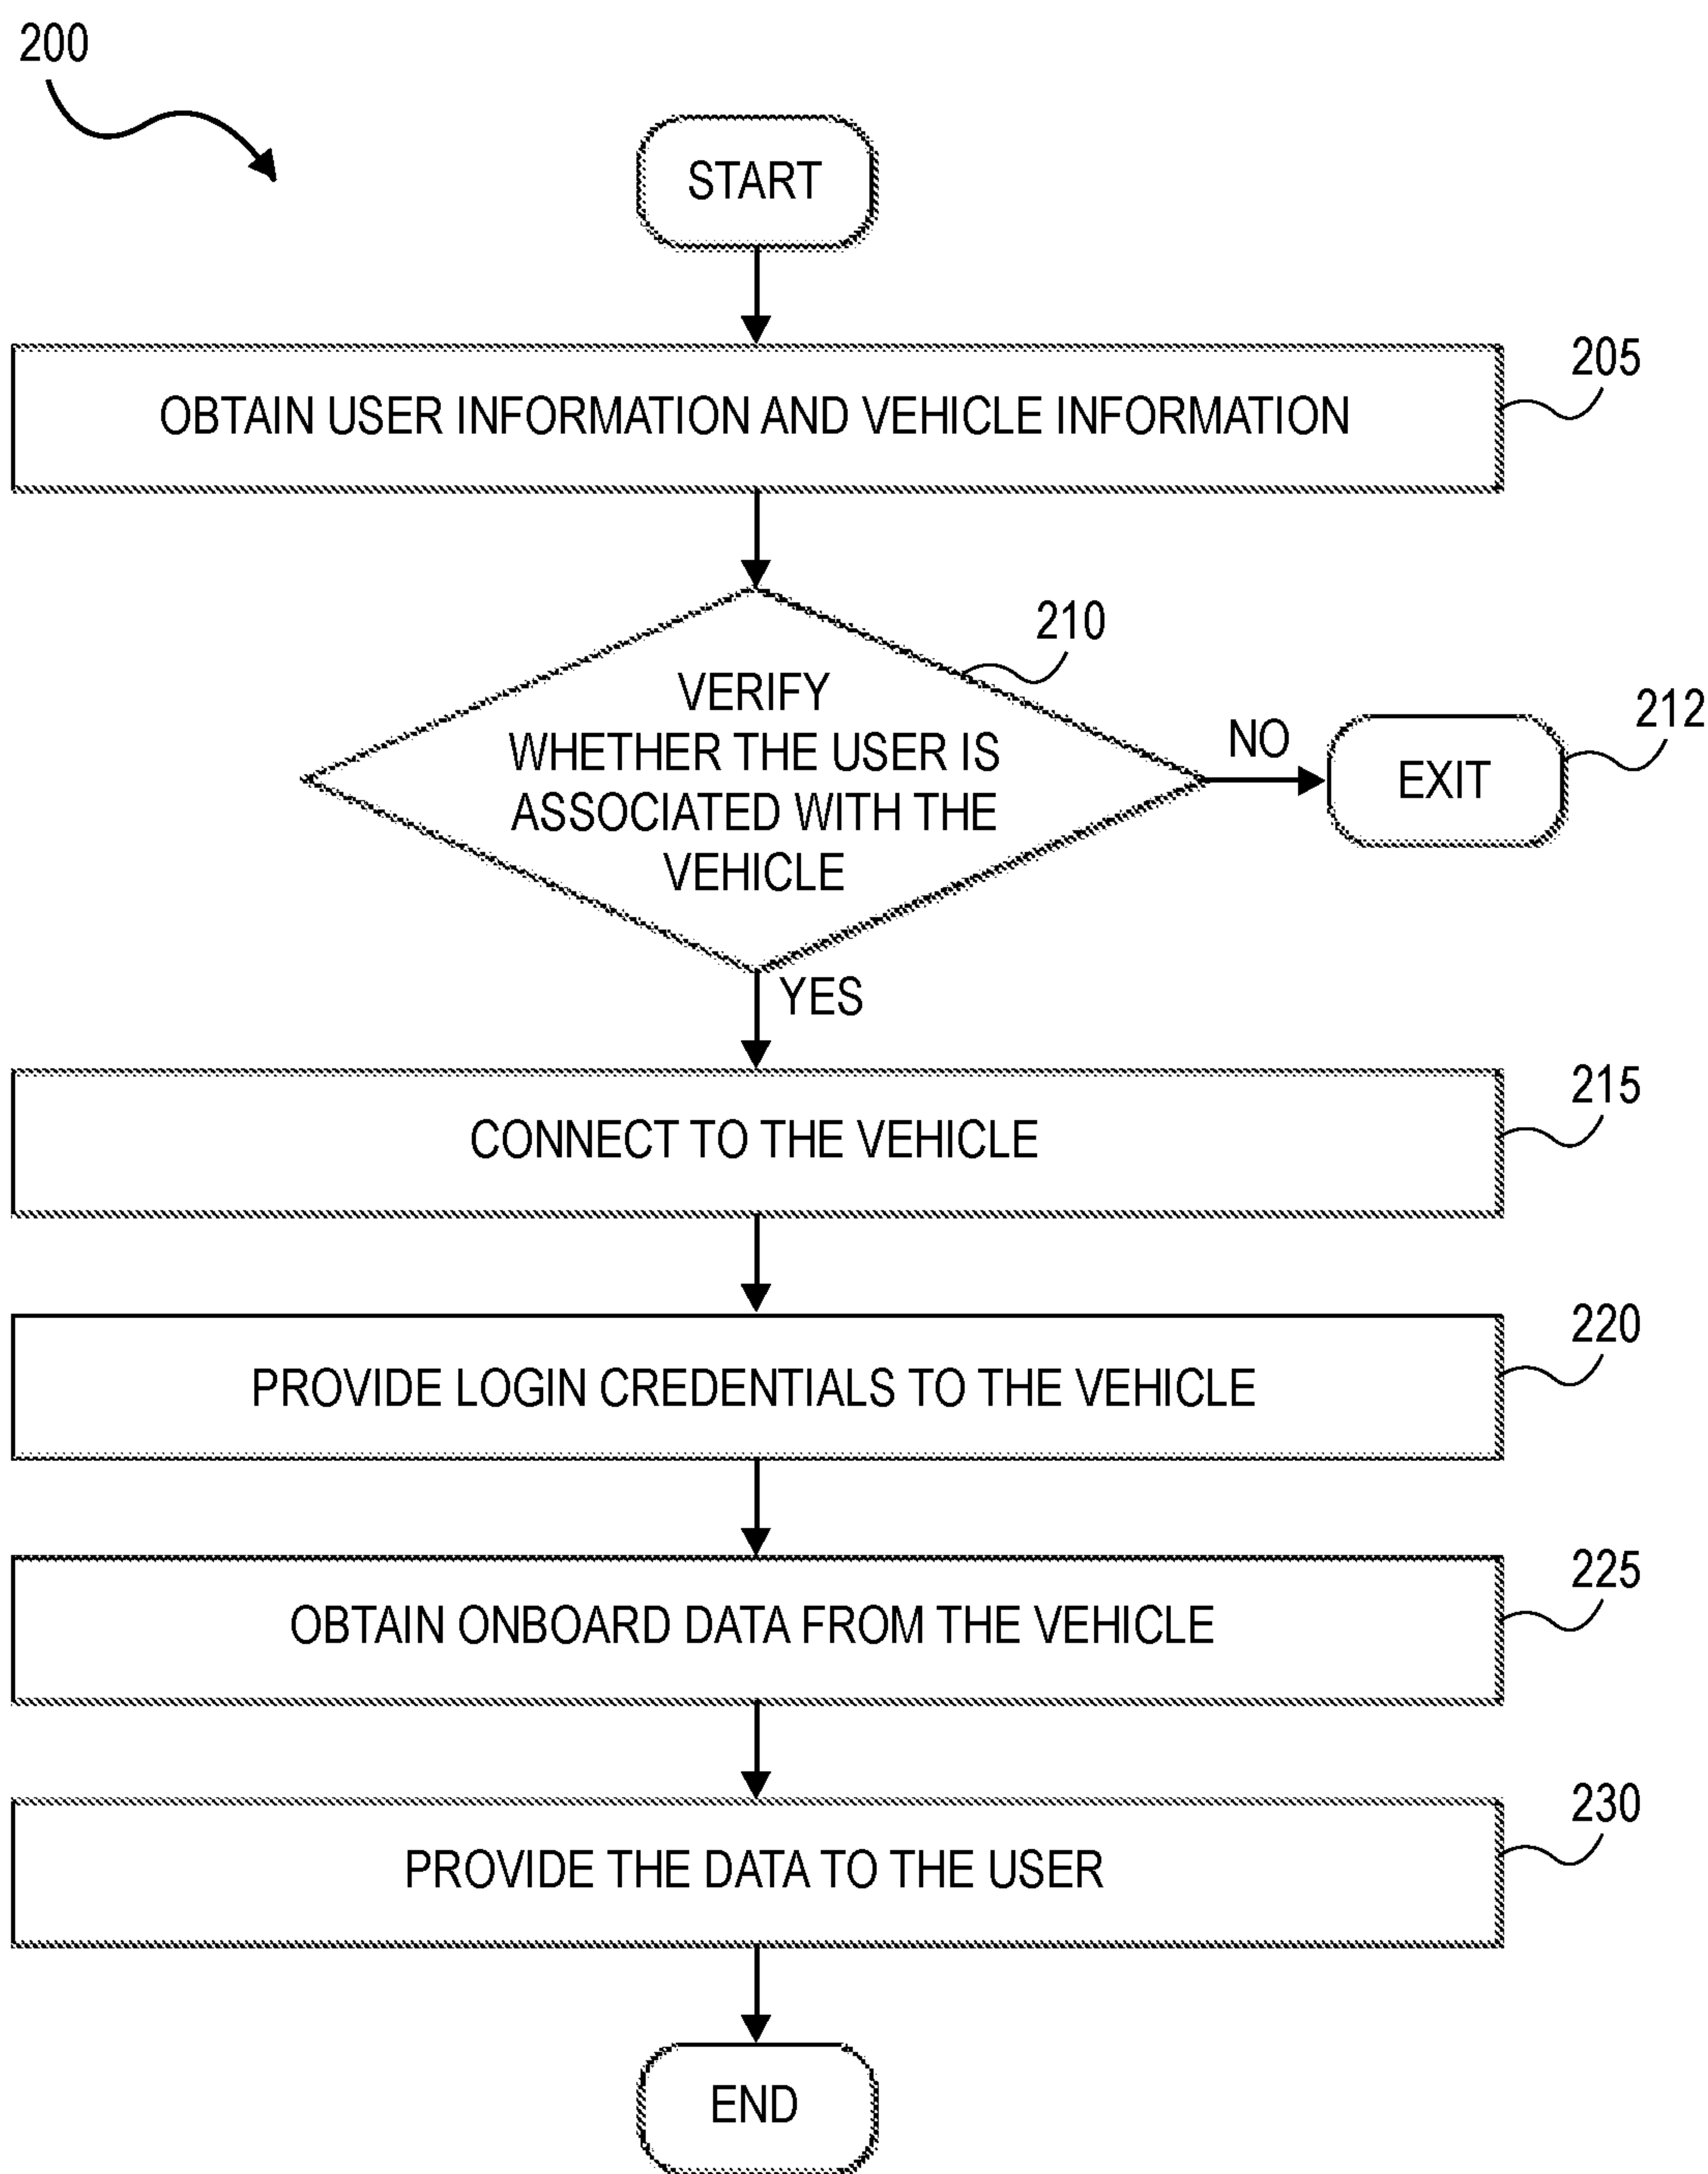 200
START
205
OBTAIN USER INFORMATION AND VEHICLE INFORMATION
210
VERIFY
WHETHER THE USER IS
ASSOCIATED WITH THE
VEHICLE
NO
212
EXIT
YES
215
CONNECT TO THE VEHICLE
220
PROVIDE LOGIN CREDENTIALS TO THE VEHICLE
225
OBTAIN ONBOARD DATA FROM THE VEHICLE
230
PROVIDE THE DATA TO THE USER
END